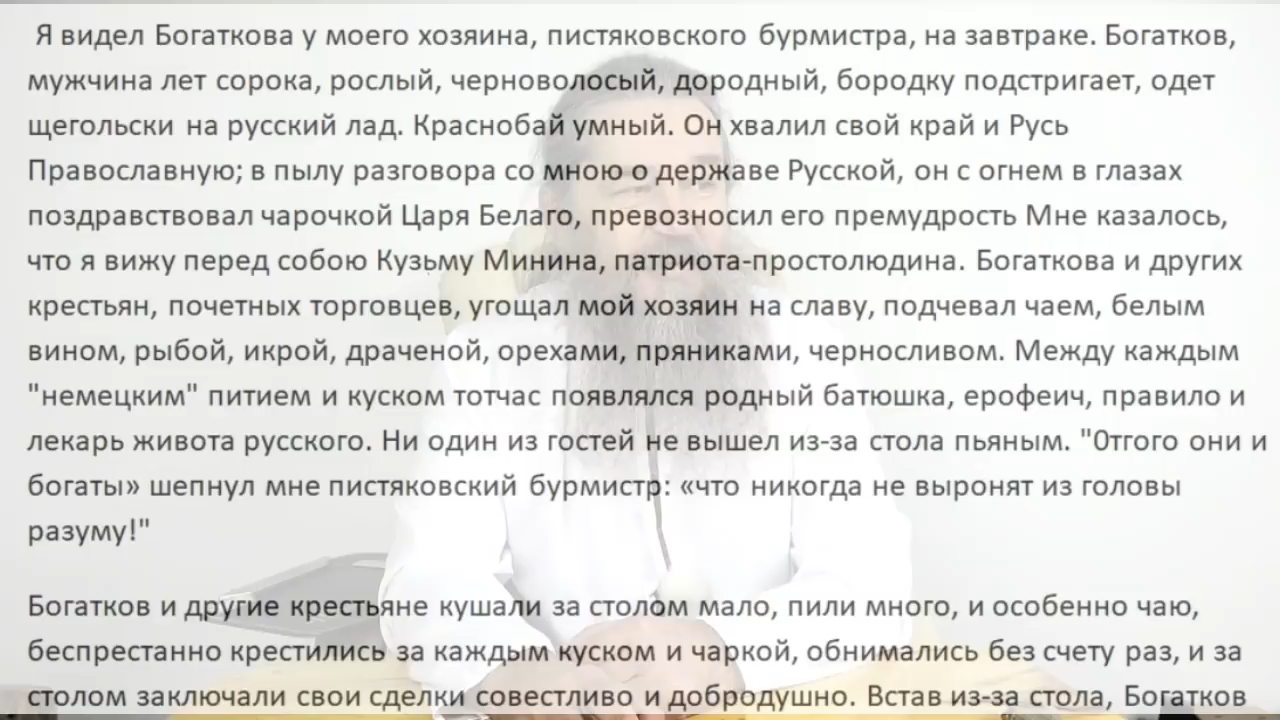 Я видел Богаткова у моего хозяина, пистяковского бурмистра, на завтраке. Богатков,
мужчина лет сорока, рослый, черноволосый, дородный, бородку подстригает, одет
щегольски на русский лад. Краснобай умный. Он хвалил свой край и Русь
Православную; в пылу разговора со мною о державе Русской, он с огнем в глазах
поздравствовал чарочкой Царя Белаго, превозносил его премудрость Мне казалось,
что я вижу перед собою Кузьму Минина, патриота-простолюдина. Богаткова и других
крестьян, почетных торговцев, угощал мой хозяин на славу, подчевал чаем, белым
вином, рыбой, икрой, драченой, орехами, пряниками, черносливом. Между каждым
"немецким" питием и куском тотчас появлялся родный батюшка, ерофеич, правило и
лекарь живота русского. Ни один из гостей не вышел из-за стола пьяным. "0тгого они и
богаты» шепнул мне пистяковский бурмистр: «что никогда не выронят из головы
разуму!"
Богатков и другие крестьяне кушали за столом мало, пили много, и особенно чаю,
беспрестанно крестились за каждым куском и чаркой, обнимались без счету раз, и за
столом заключали свои сделки совестливо и добродушно. Встав из-за стола, Богатков